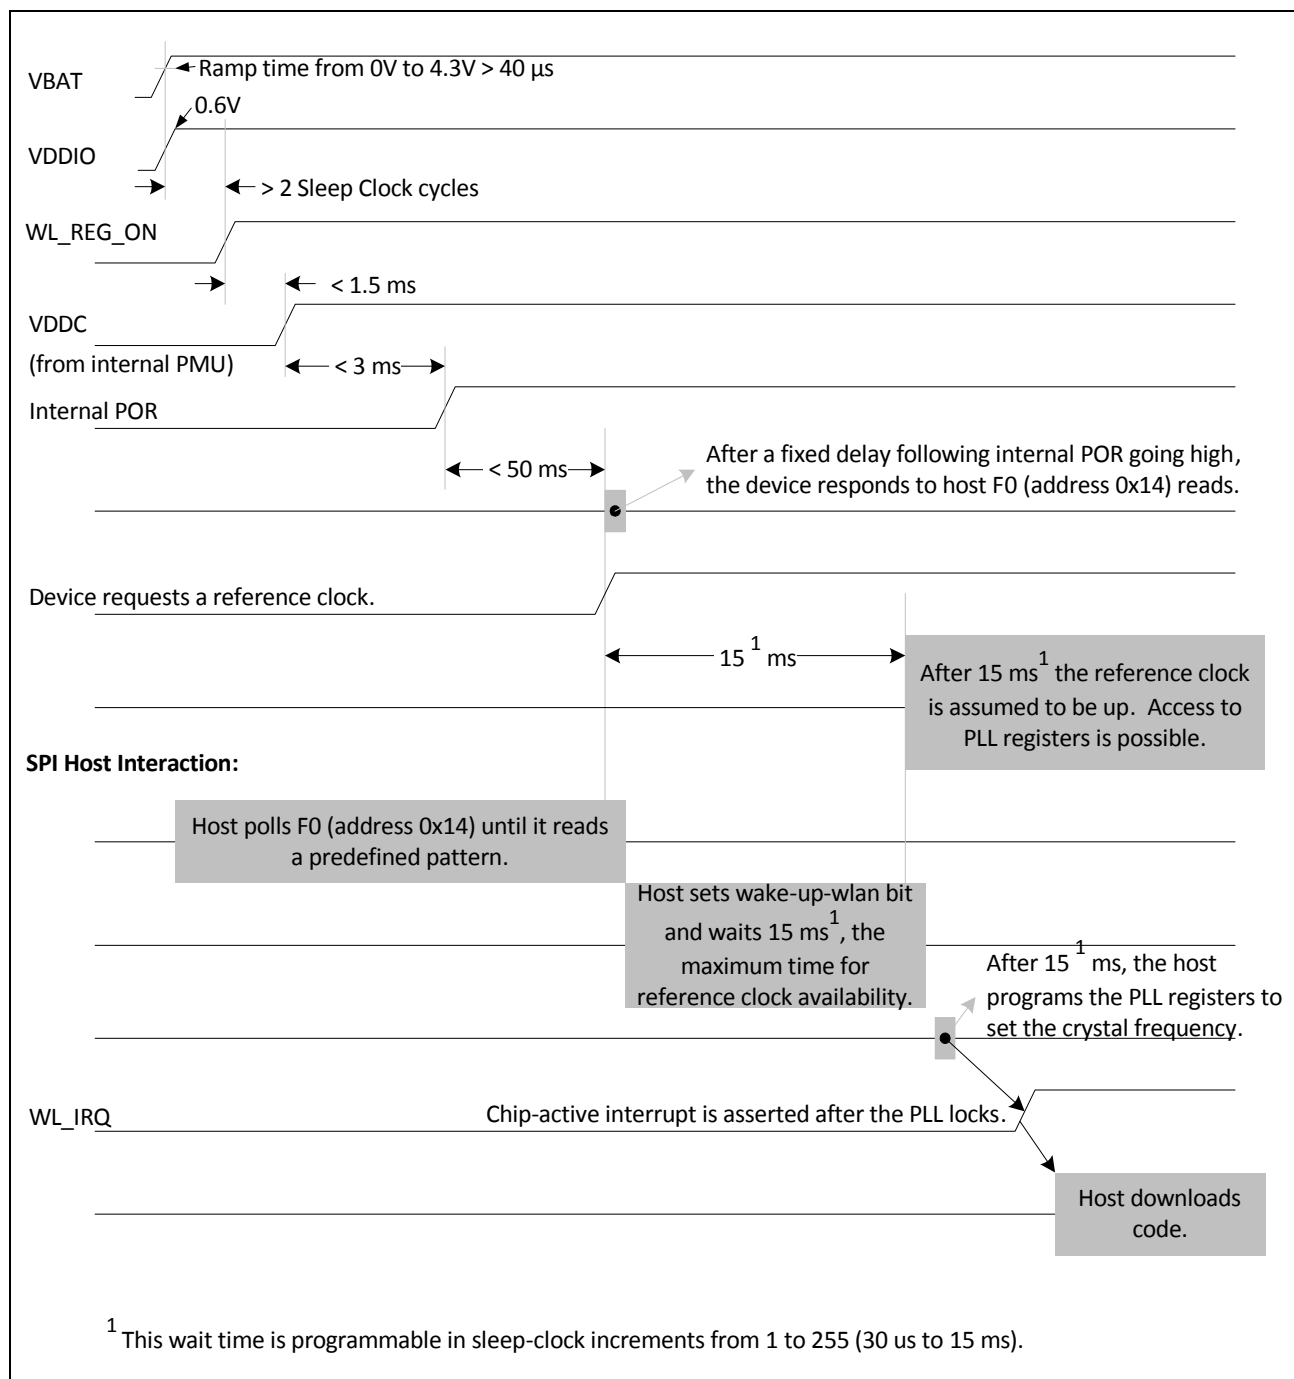 VBAT
Ramp time from 0V to 4.3V > 40 µs
0.6V
VDDIO
> 2 Sleep Clock cycles
WL_REG_ON
< 1.5 ms
VDDC
(from internal PMU)
< 3 ms
Internal POR
< 50 ms
After a fixed delay following internal POR going high,
the device responds to host F0 (address 0x14) reads.
Device requests a reference clock.
15 1 ms
After 15 ms1 the reference clock
is assumed to be up. Access to
PLL registers is possible.
SPI Host Interaction:
Host polls F0 (address 0x14) until it reads
a predefined pattern.
Host sets wake-up-wlan bit
and waits 15 ms1, the
maximum time for
reference clock availability.
After 15 1 ms, the host
programs the PLL registers to
set the crystal frequency.
WL_IRQ
Chip-active interrupt is asserted after the PLL locks.
Host downloads
code.
1 This wait time is programmable in sleep-clock increments from 1 to 255 (30 us to 15 ms).